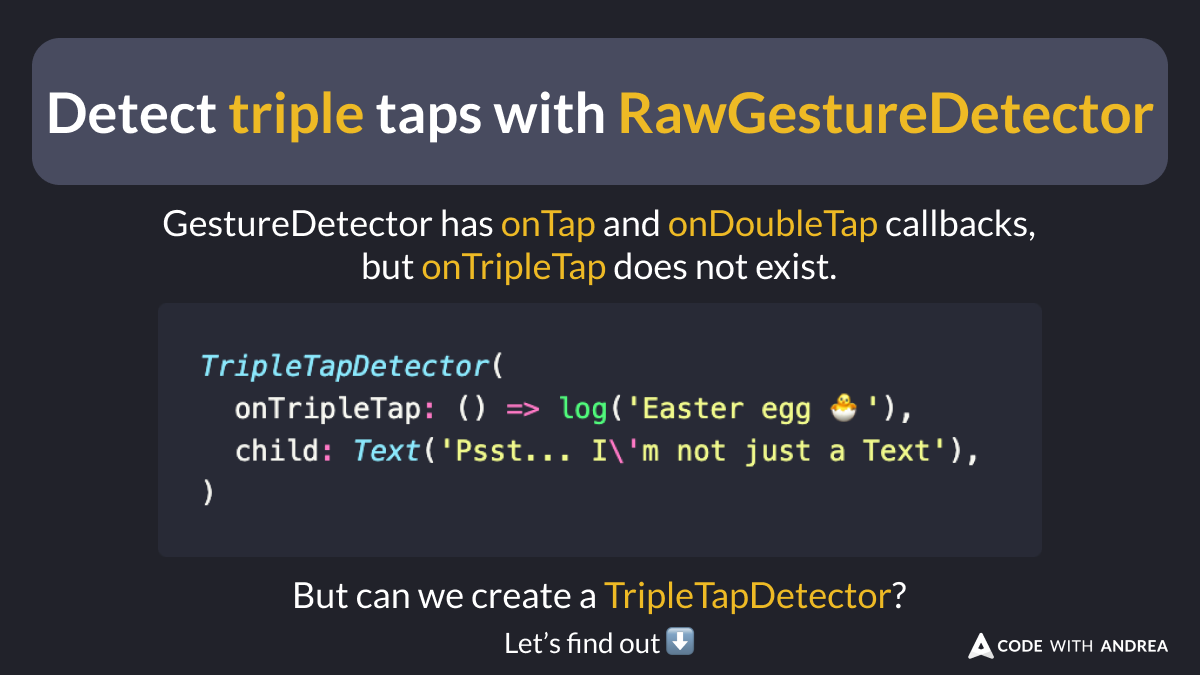 Detect triple taps with RawGestureDetector
GestureDetector has onTap and onDoubleTap callbacks,
but onTripleTap does not exist.
TripleTapDetector(
  onTripleTap: () => log('Easter egg 🐣'),
  child: Text('Psst... I\'m not just a Text'),
)
But can we create a TripleTapDetector?
Let’s find out ⬇️
CODE WITH ANDREA